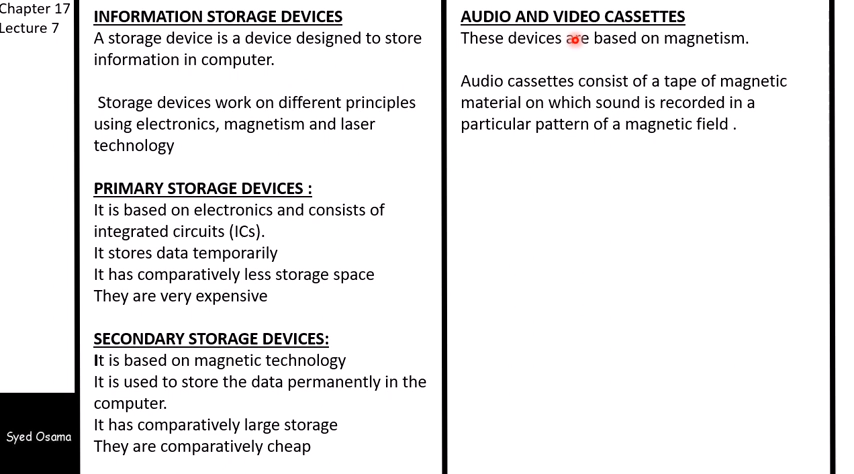 Chapter 17
Lecture 7
INFORMATION STORAGE DEVICES
A storage device is a device designed to store
information in computer.
Storage devices work on different principles
using electronics, magnetism and laser
technology
PRIMARY STORAGE DEVICES :
It is based on electronics and consists of
integrated circuits (ICs).
It stores data temporarily
It has comparatively less storage space
They are very expensive
SECONDARY STORAGE DEVICES:
It is based on magnetic technology
It is used to store the data permanently in the
computer.
It has comparatively large storage
They are comparatively cheap
AUDIO AND VIDEO CASSETTES
These devices are based on magnetism.
Audio cassettes consist of a tape of magnetic
material on which sound is recorded in a
particular pattern of a magnetic field .
Syed Osama